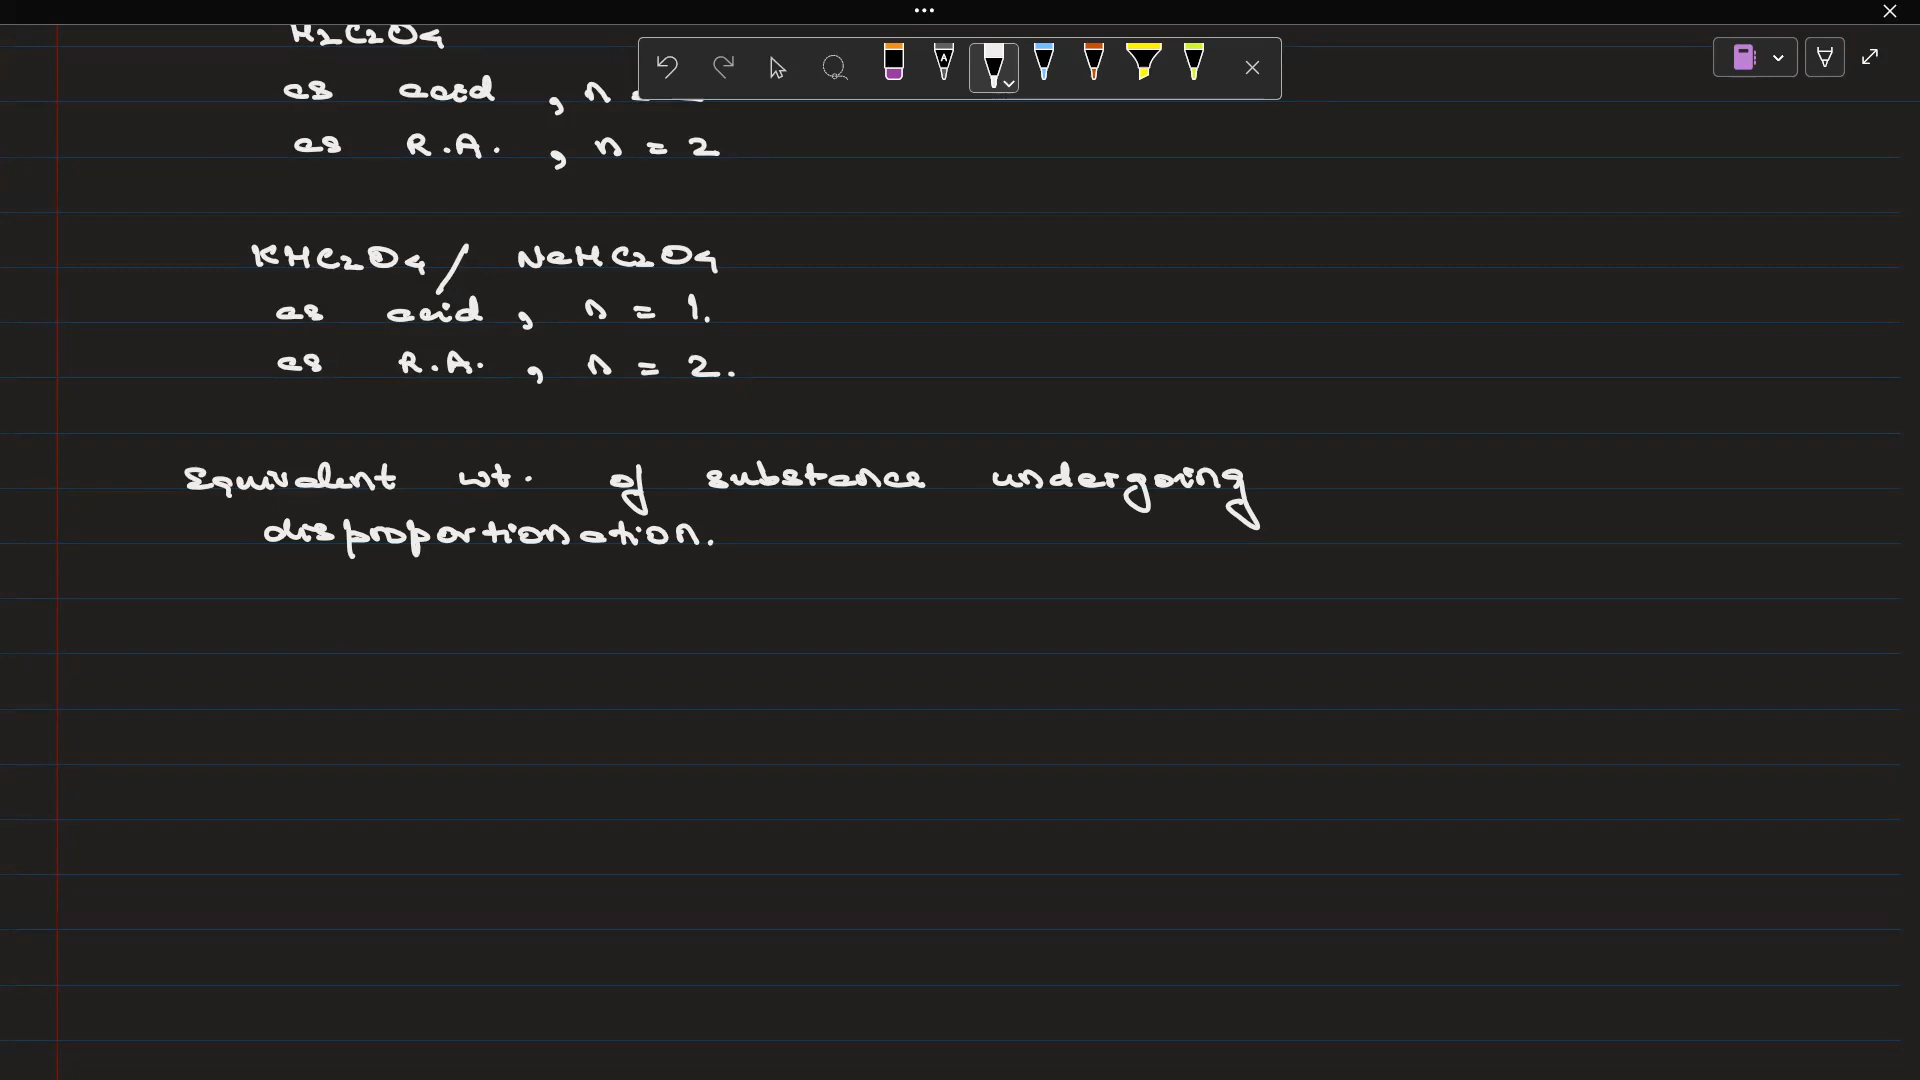 H2C2O4
as acid , n =
as R.A. , n = 2
KHC2O4 / NaHC2O4
as acid , n = 1.
as R.A. , n = 2.
Equivalent wt. of substance undergoing
disproportionation.